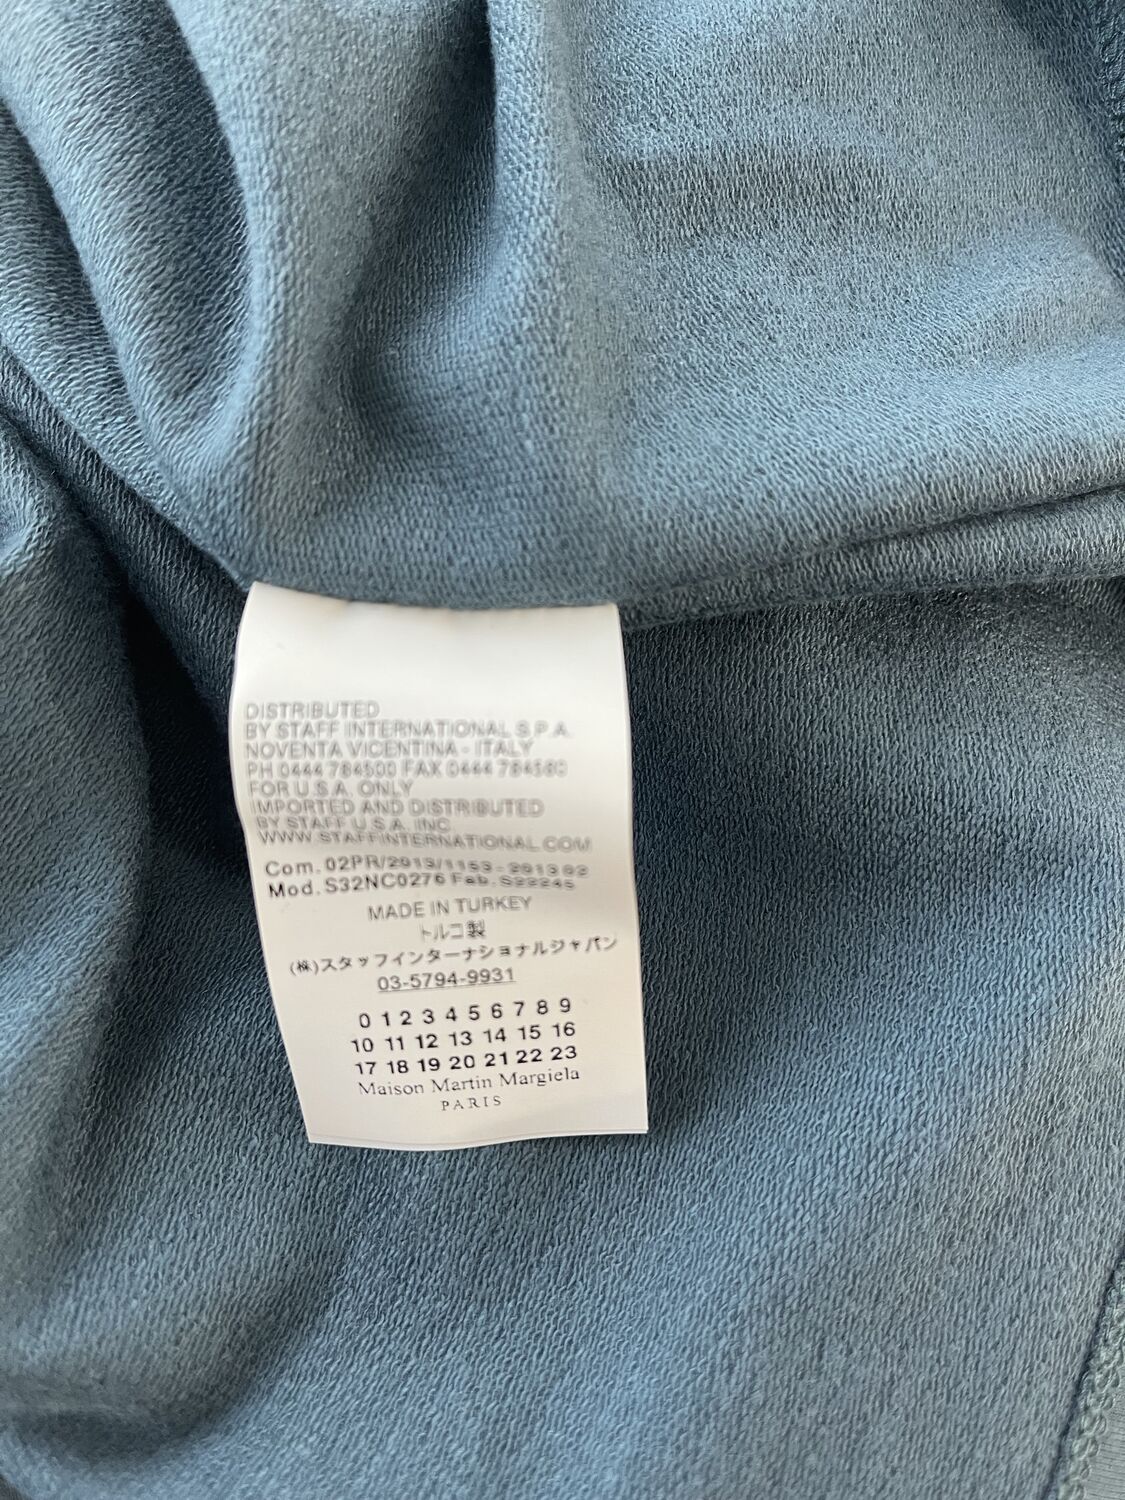 DISTRIBUTED
BY STAFF INTERNATIONAL S.P.A.
NOVENTA VICENTINA - ITALY
PH 0444 784500 FAX 0444 784560
FOR U.S.A. ONLY
IMPORTED AND DISTRIBUTED
BY STAFF U.S.A. INC.
WWW.STAFFINTERNATIONAL.COM
Com. 02PR/2013/1153 - 2013 02
Mod. S32NC0276 Fab. S22245
MADE IN TURKEY
トルコ製
(株)スタッフインターナショナルジャパン
03-5794-9931
0 1 2 3 4 5 6 7 8 9
10 11 12 13 14 15 16
17 18 19 20 21 22 23
Maison Martin Margiela
PARIS